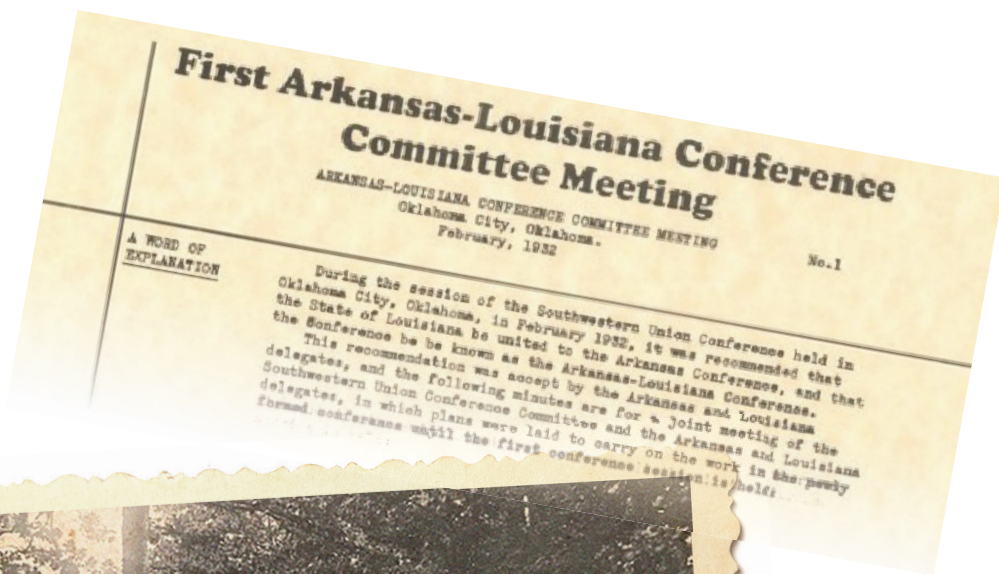 First Arkansas-Louisiana Conference
Committee Meeting
ARKANSAS-LOUISIANA CONFERENCE COMMITTEE MEETING
Oklahoma City, Oklahoma.
February, 1932
No.1
A WORD OF
EXPLANATION
During the session of the Southwestern Union Conference held in
Oklahoma City, Oklahoma, in February 1932, it was recommended that
the State of Louisiana be united to the Arkansas Conference, and that
the Conference be be known as the Arkansas-Louisiana Conference.
This recommendation was accept by the Arkansas and Louisiana
delegates, and the following minutes are for a joint meeting of the
Southwestern Union Conference Committee and the Arkansas and Louisiana
delegates, in which plans were laid to carry on the work in the newly
formed conference until the first conference session is held: